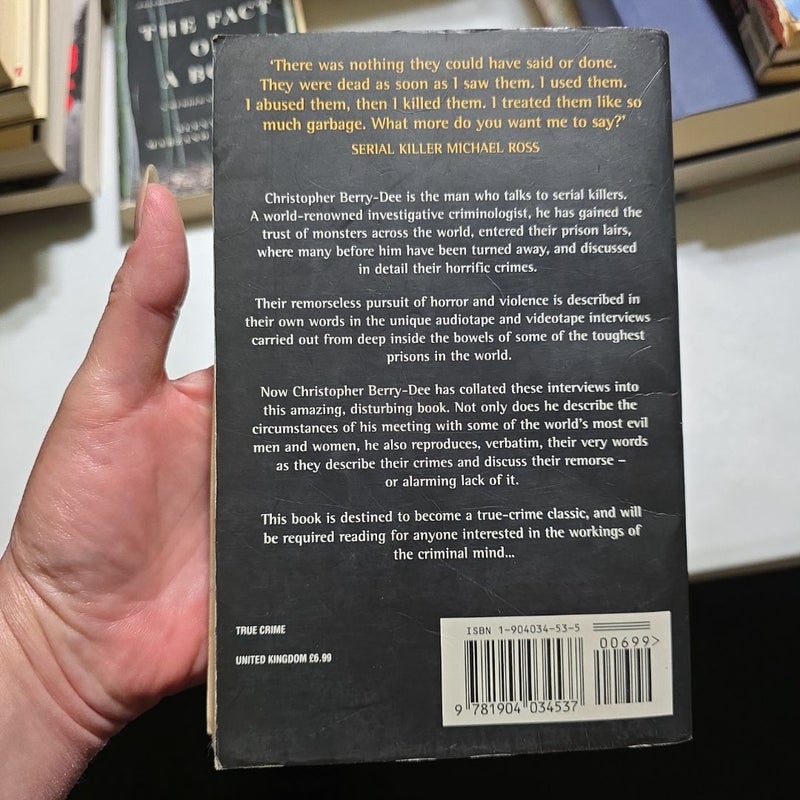 THE FACT
O
A BO
'There was nothing they could have said or done.
They were dead as soon as I saw them. I used them.
I abused them, then I killed them. I treated them like so
much garbage. What more do you want me to say?'
SERIAL KILLER MICHAEL ROSS
Christopher Berry-Dee is the man who talks to serial killers.
A world-renowned investigative criminologist, he has gained the
trust of monsters across the world, entered their prison lairs,
where many before him have been turned away, and discussed
in detail their horrific crimes.
Their remorseless pursuit of horror and violence is described in
their own words in the unique audiotape and videotape interviews
carried out from deep inside the bowels of some of the toughest
prisons in the world.
Now Christopher Berry-Dee has collated these interviews into
this amazing, disturbing book. Not only does he describe the
circumstances of his meeting with some of the world's most evil
men and women, he also reproduces, verbatim, their very words
as they describe their crimes and discuss their remorse –
or alarming lack of it.
This book is destined to become a true-crime classic, and will
be required reading for anyone interested in the workings of
the criminal mind...
TRUE CRIME
UNITED KINGDOM £6.99
ISBN 1-904034-53-5
00699>
9 781904 034537